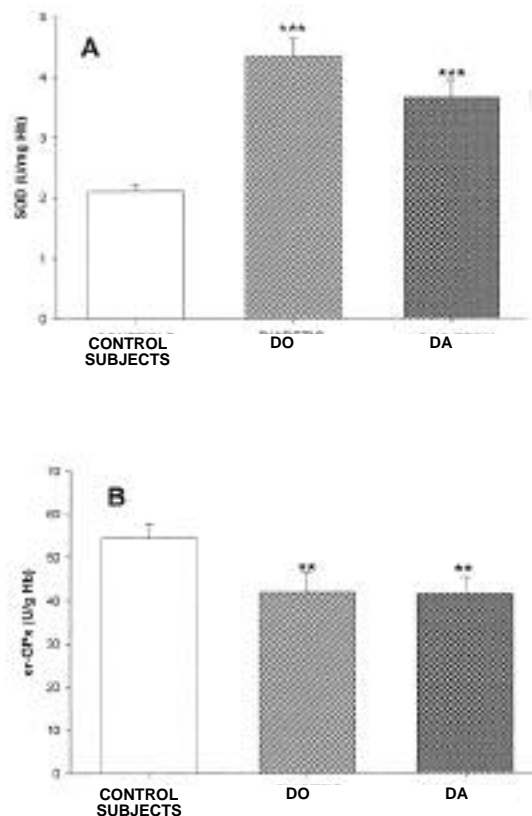 A
***
***
5
4
3
2
1
0
SOD (U/mg Hb)
CONTROL
SUBJECTS
DO
DA
B
**
**
70
60
50
40
30
20
10
0
er-GPx (U/g Hb)
CONTROL
SUBJECTS
DO
DA